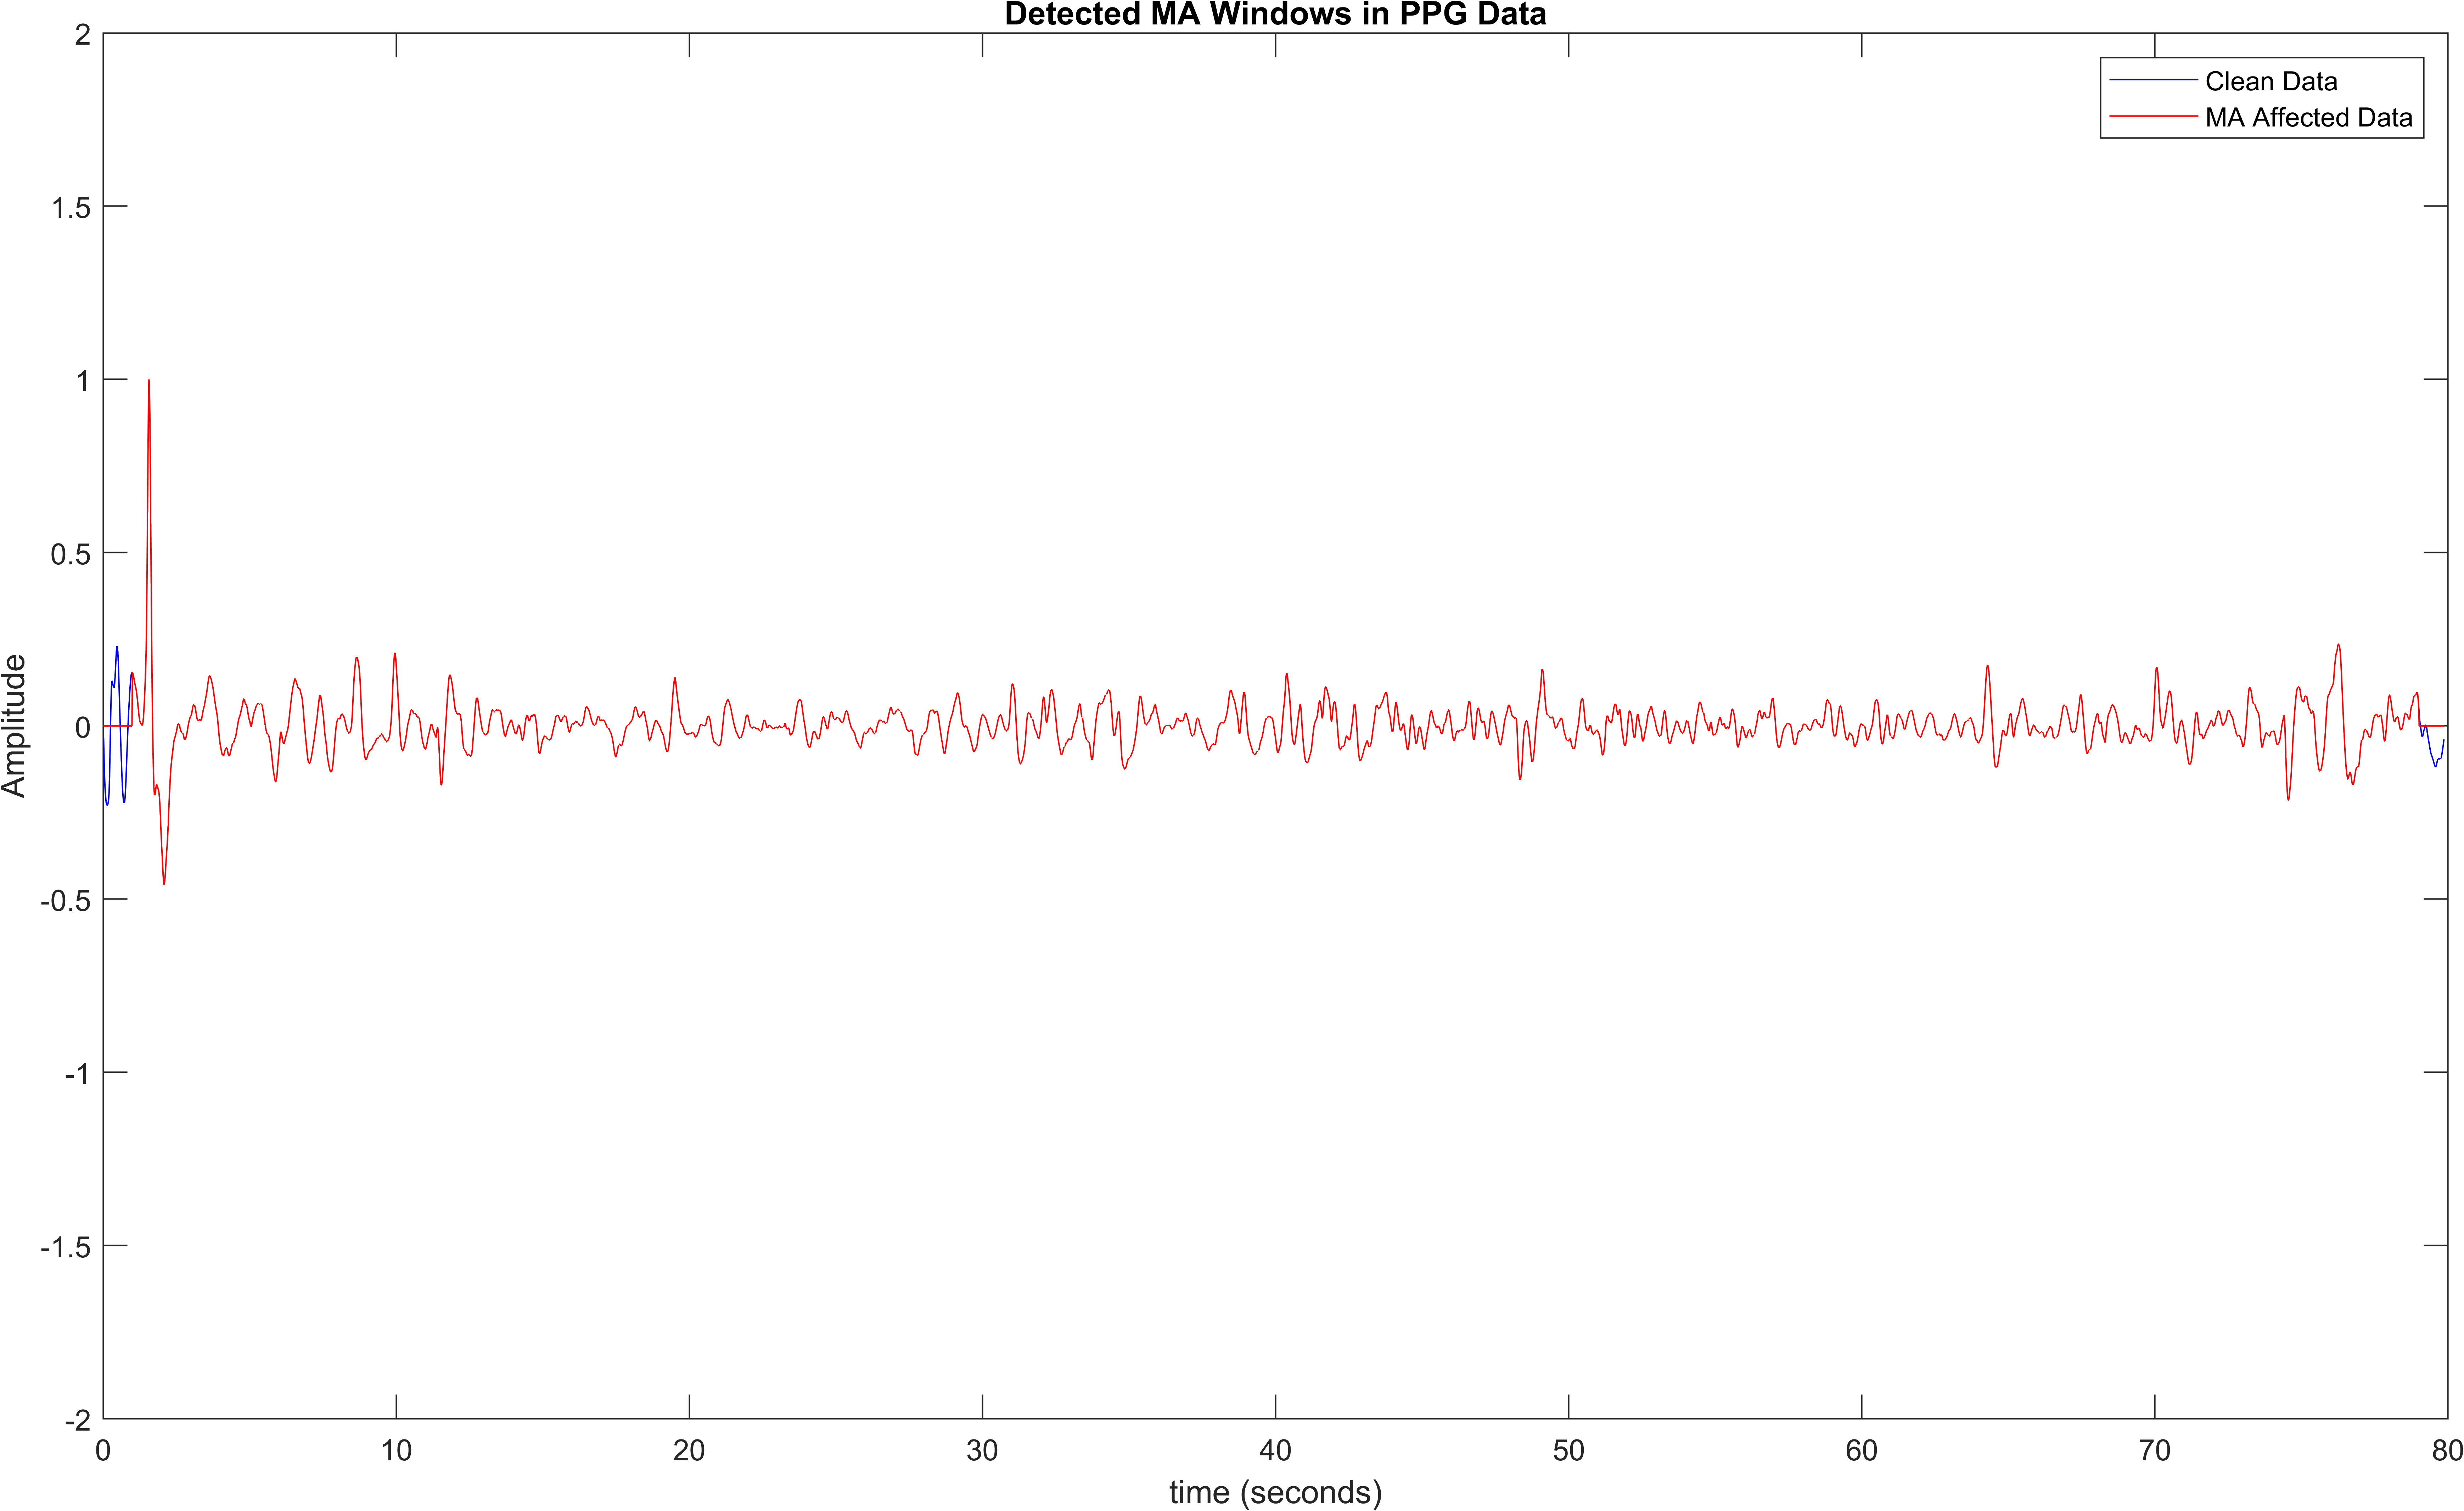 Detected MA Windows in PPG Data
2
1.5
1
0.5
0
-0.5
-1
-1.5
-2
Amplitude
Clean Data
MA Affected Data
0 10 20 30 40 50 60 70 80
time (seconds)